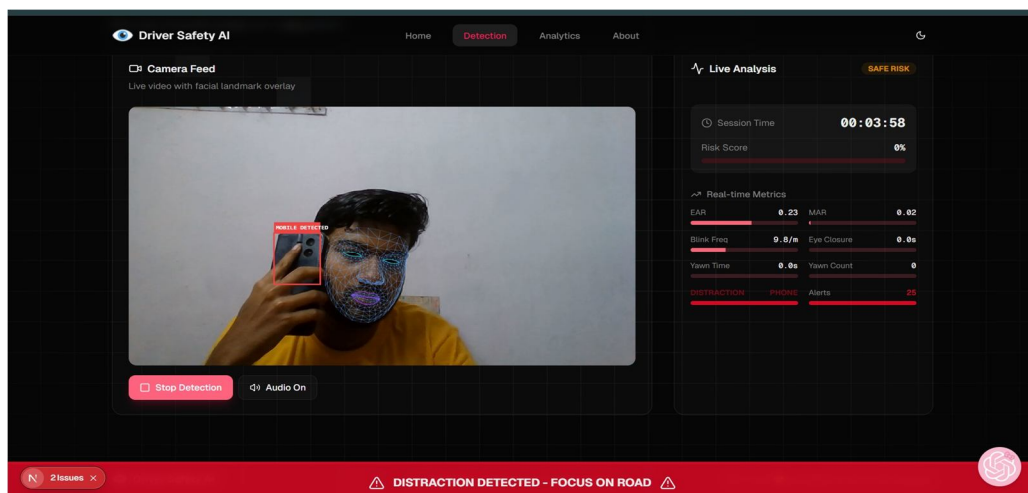 Driver Safety AI
Home
Detection
Analytics
About
Camera Feed
Live video with facial landmark overlay
MOBILE DETECTED
Stop Detection
Audio On
Live Analysis
SAFE RISK
Session Time 00:03:58
Risk Score 0%
Real-time Metrics
EAR 0.23 MAR 0.02
Blink Freq 9.8/m Eye Closure 0.0s
Yawn Time 0.0s Yawn Count 0
DISTRACTION PHONE Alerts 25
N 2 Issues ×
DISTRACTION DETECTED - FOCUS ON ROAD